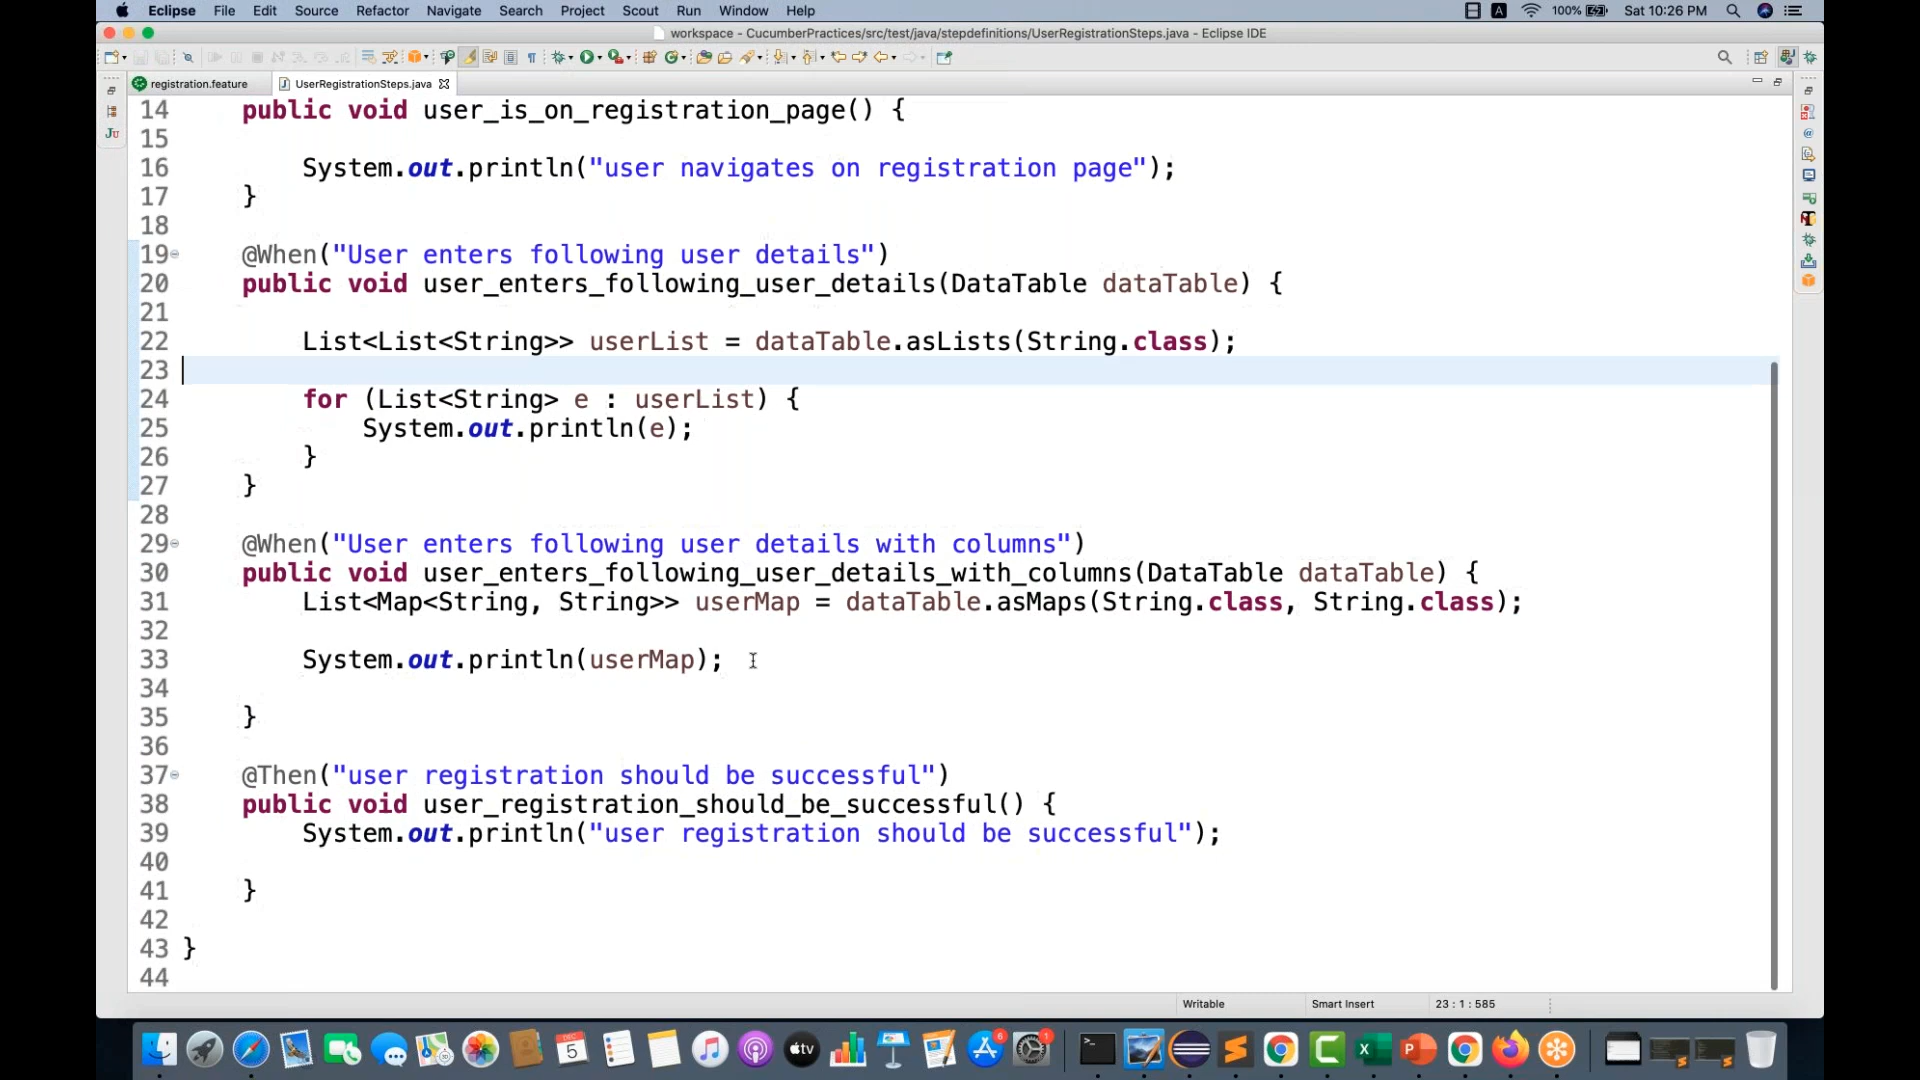 Eclipse File Edit Source Refactor Navigate Search Project Scout Run Window Help 100% Sat 10:26 PM
workspace - CucumberPractices/src/test/java/stepdefinitions/UserRegistrationSteps.java - Eclipse IDE
registration.feature UserRegistrationSteps.java
14 public void user_is_on_registration_page() {
15
16 System.out.println("user navigates on registration page");
17 }
18
19 @When("User enters following user details")
20 public void user_enters_following_user_details(DataTable dataTable) {
21
22 List<List<String>> userList = dataTable.asLists(String.class);
23
24 for (List<String> e : userList) {
25 System.out.println(e);
26 }
27 }
28
29 @When("User enters following user details with columns")
30 public void user_enters_following_user_details_with_columns(DataTable dataTable) {
31 List<Map<String, String>> userMap = dataTable.asMaps(String.class, String.class);
32
33 System.out.println(userMap);
34
35 }
36
37 @Then("user registration should be successful")
38 public void user_registration_should_be_successful() {
39 System.out.println("user registration should be successful");
40
41 }
42
43 }
44
Writable Smart Insert 23 : 1 : 585